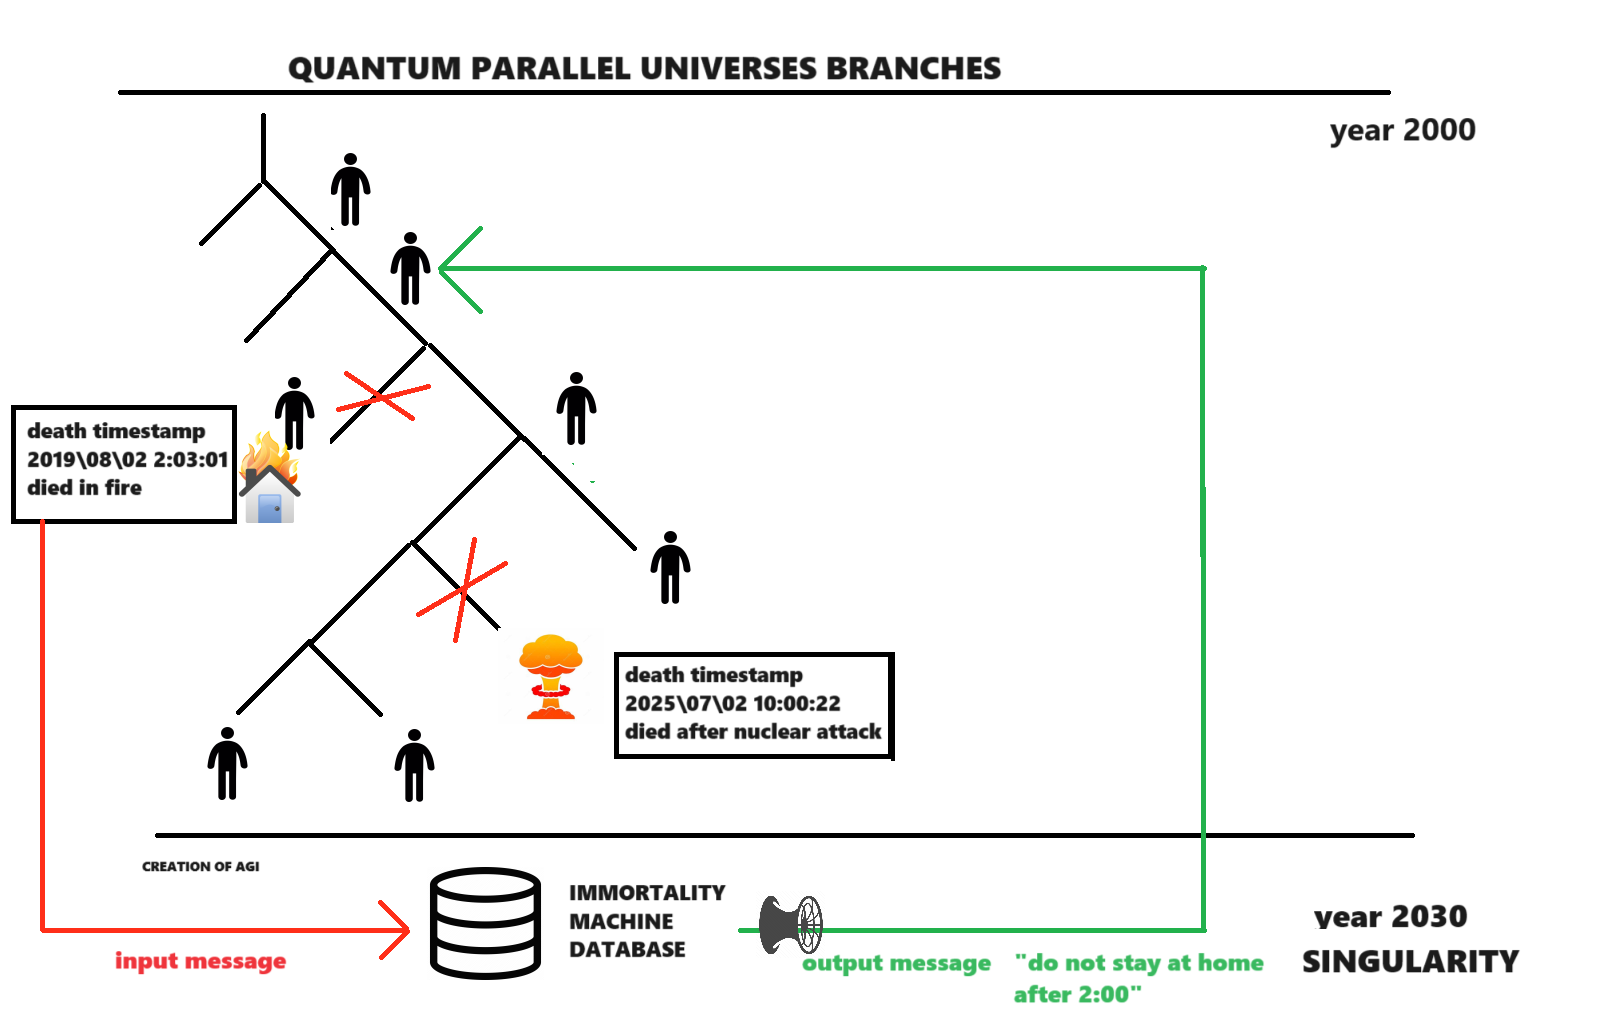 QUANTUM PARALLEL UNIVERSES BRANCHES
year 2000
death timestamp
2019\08\02 2:03:01
died in fire
death timestamp
2025\07\02 10:00:22
died after nuclear attack
CREATION OF AGI
IMMORTALITY
MACHINE
DATABASE
year 2030
SINGULARITY
input message
output message
"do not stay at home
after 2:00"